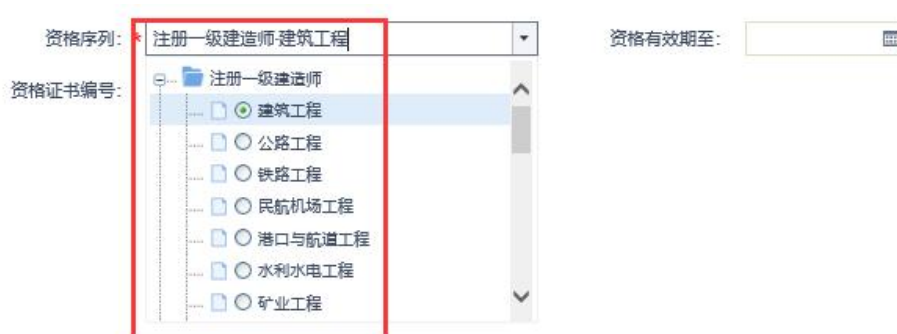 资格序列: * 注册一级建造师-建筑工程 资格有效期至:
资格证书编号:
注册一级建造师
建筑工程
公路工程
铁路工程
民航机场工程
港口与航道工程
水利水电工程
矿业工程